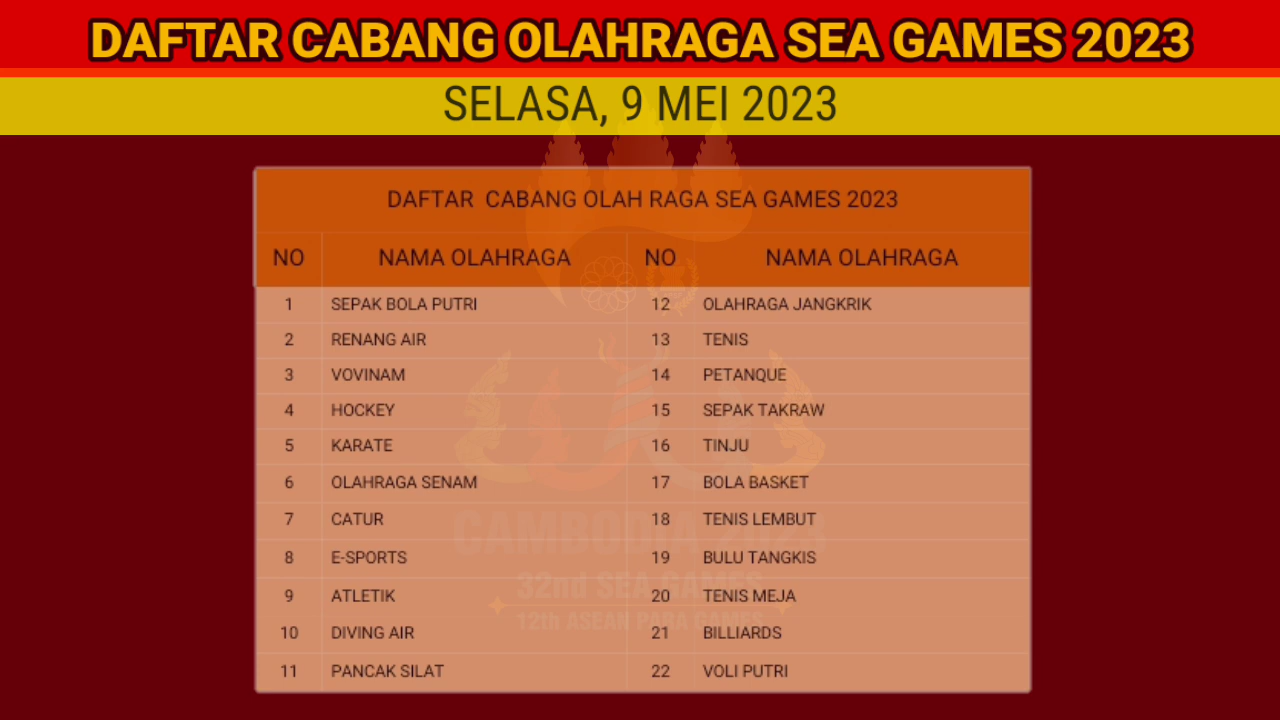 DAFTAR CABANG OLAHRAGA SEA GAMES 2023
SELASA, 9 MEI 2023
DAFTAR CABANG OLAH RAGA SEA GAMES 2023
NO NAMA OLAHRAGA NO NAMA OLAHRAGA
1 SEPAK BOLA PUTRI 12 OLAHRAGA JANGKRIK
2 RENANG AIR 13 TENIS
3 VOVINAM 14 PETANQUE
4 HOCKEY 15 SEPAK TAKRAW
5 KARATE 16 TINJU
6 OLAHRAGA SENAM 17 BOLA BASKET
7 CATUR 18 TENIS LEMBUT
8 E-SPORTS 19 BULU TANGKIS
9 ATLETIK 20 TENIS MEJA
10 DIVING AIR 21 BILLIARDS
11 PANCAK SILAT 22 VOLI PUTRI
CAMBODIA 2023
32nd SEA GAMES
12th ASEAN PARA GAMES